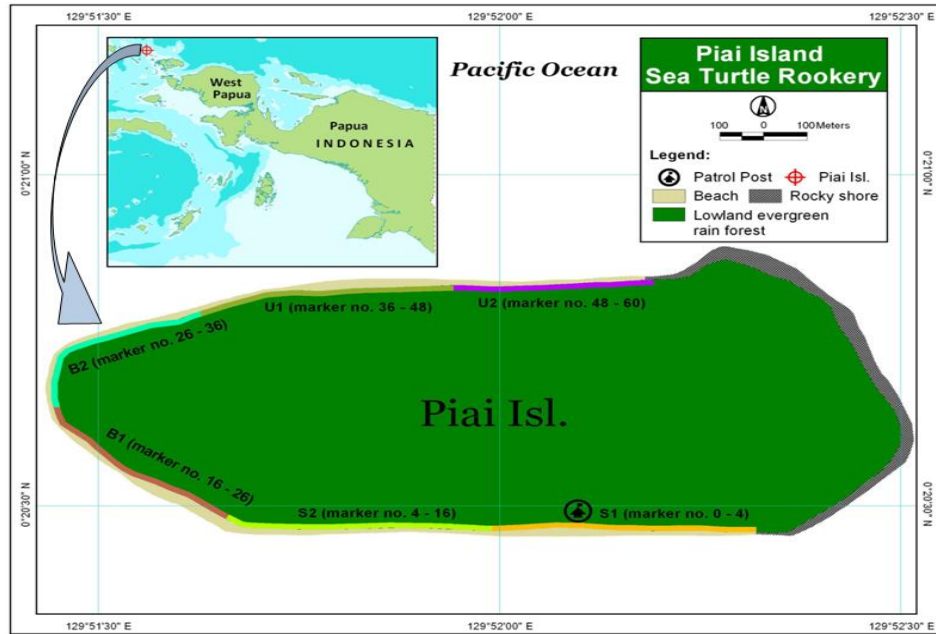 129°51'30" E
129°52'00" E
129°52'30" E
Pacific Ocean
West
Papua
Papua
INDONESIA
Piai Island
Sea Turtle Rookery
N
100 0 100 Meters
Legend:
Patrol Post
Piai Isl.
Beach
Rocky shore
Lowland evergreen
rain forest
0°21'0" N
0°21'0" N
U1 (marker no. 36 - 48)
U2 (marker no. 48 - 60)
B2 (marker no. 26 - 36)
Piai Isl.
B1 (marker no. 16 - 26)
S2 (marker no. 4 - 16)
S1 (marker no. 0 - 4)
0°20'30" N
0°20'30" N
129°51'30" E
129°52'00" E
129°52'30" E